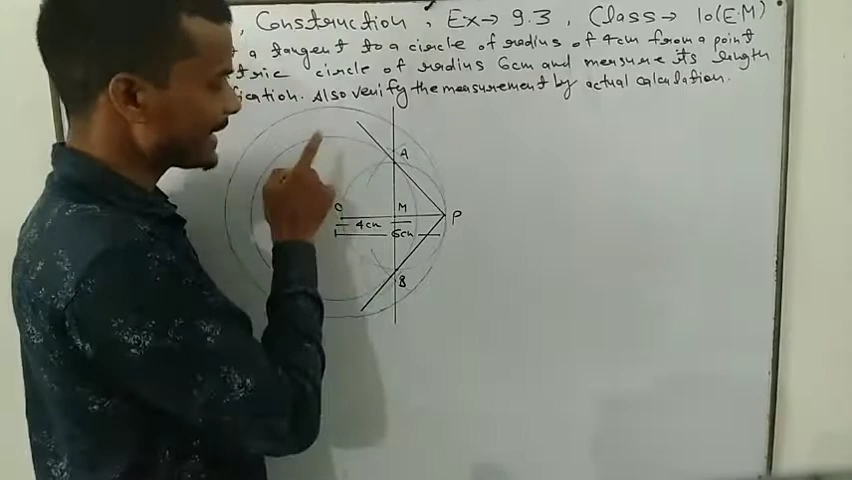 , Construction, Ex→ 9.3, Class→ 10(E.M)
a tangent to a circle of radius of 4cm from a point
tric circle of radius 6cm and mensure its length
fication. Also verify the measurement by actual calculation.
A
O M P
4cm
6cm
B